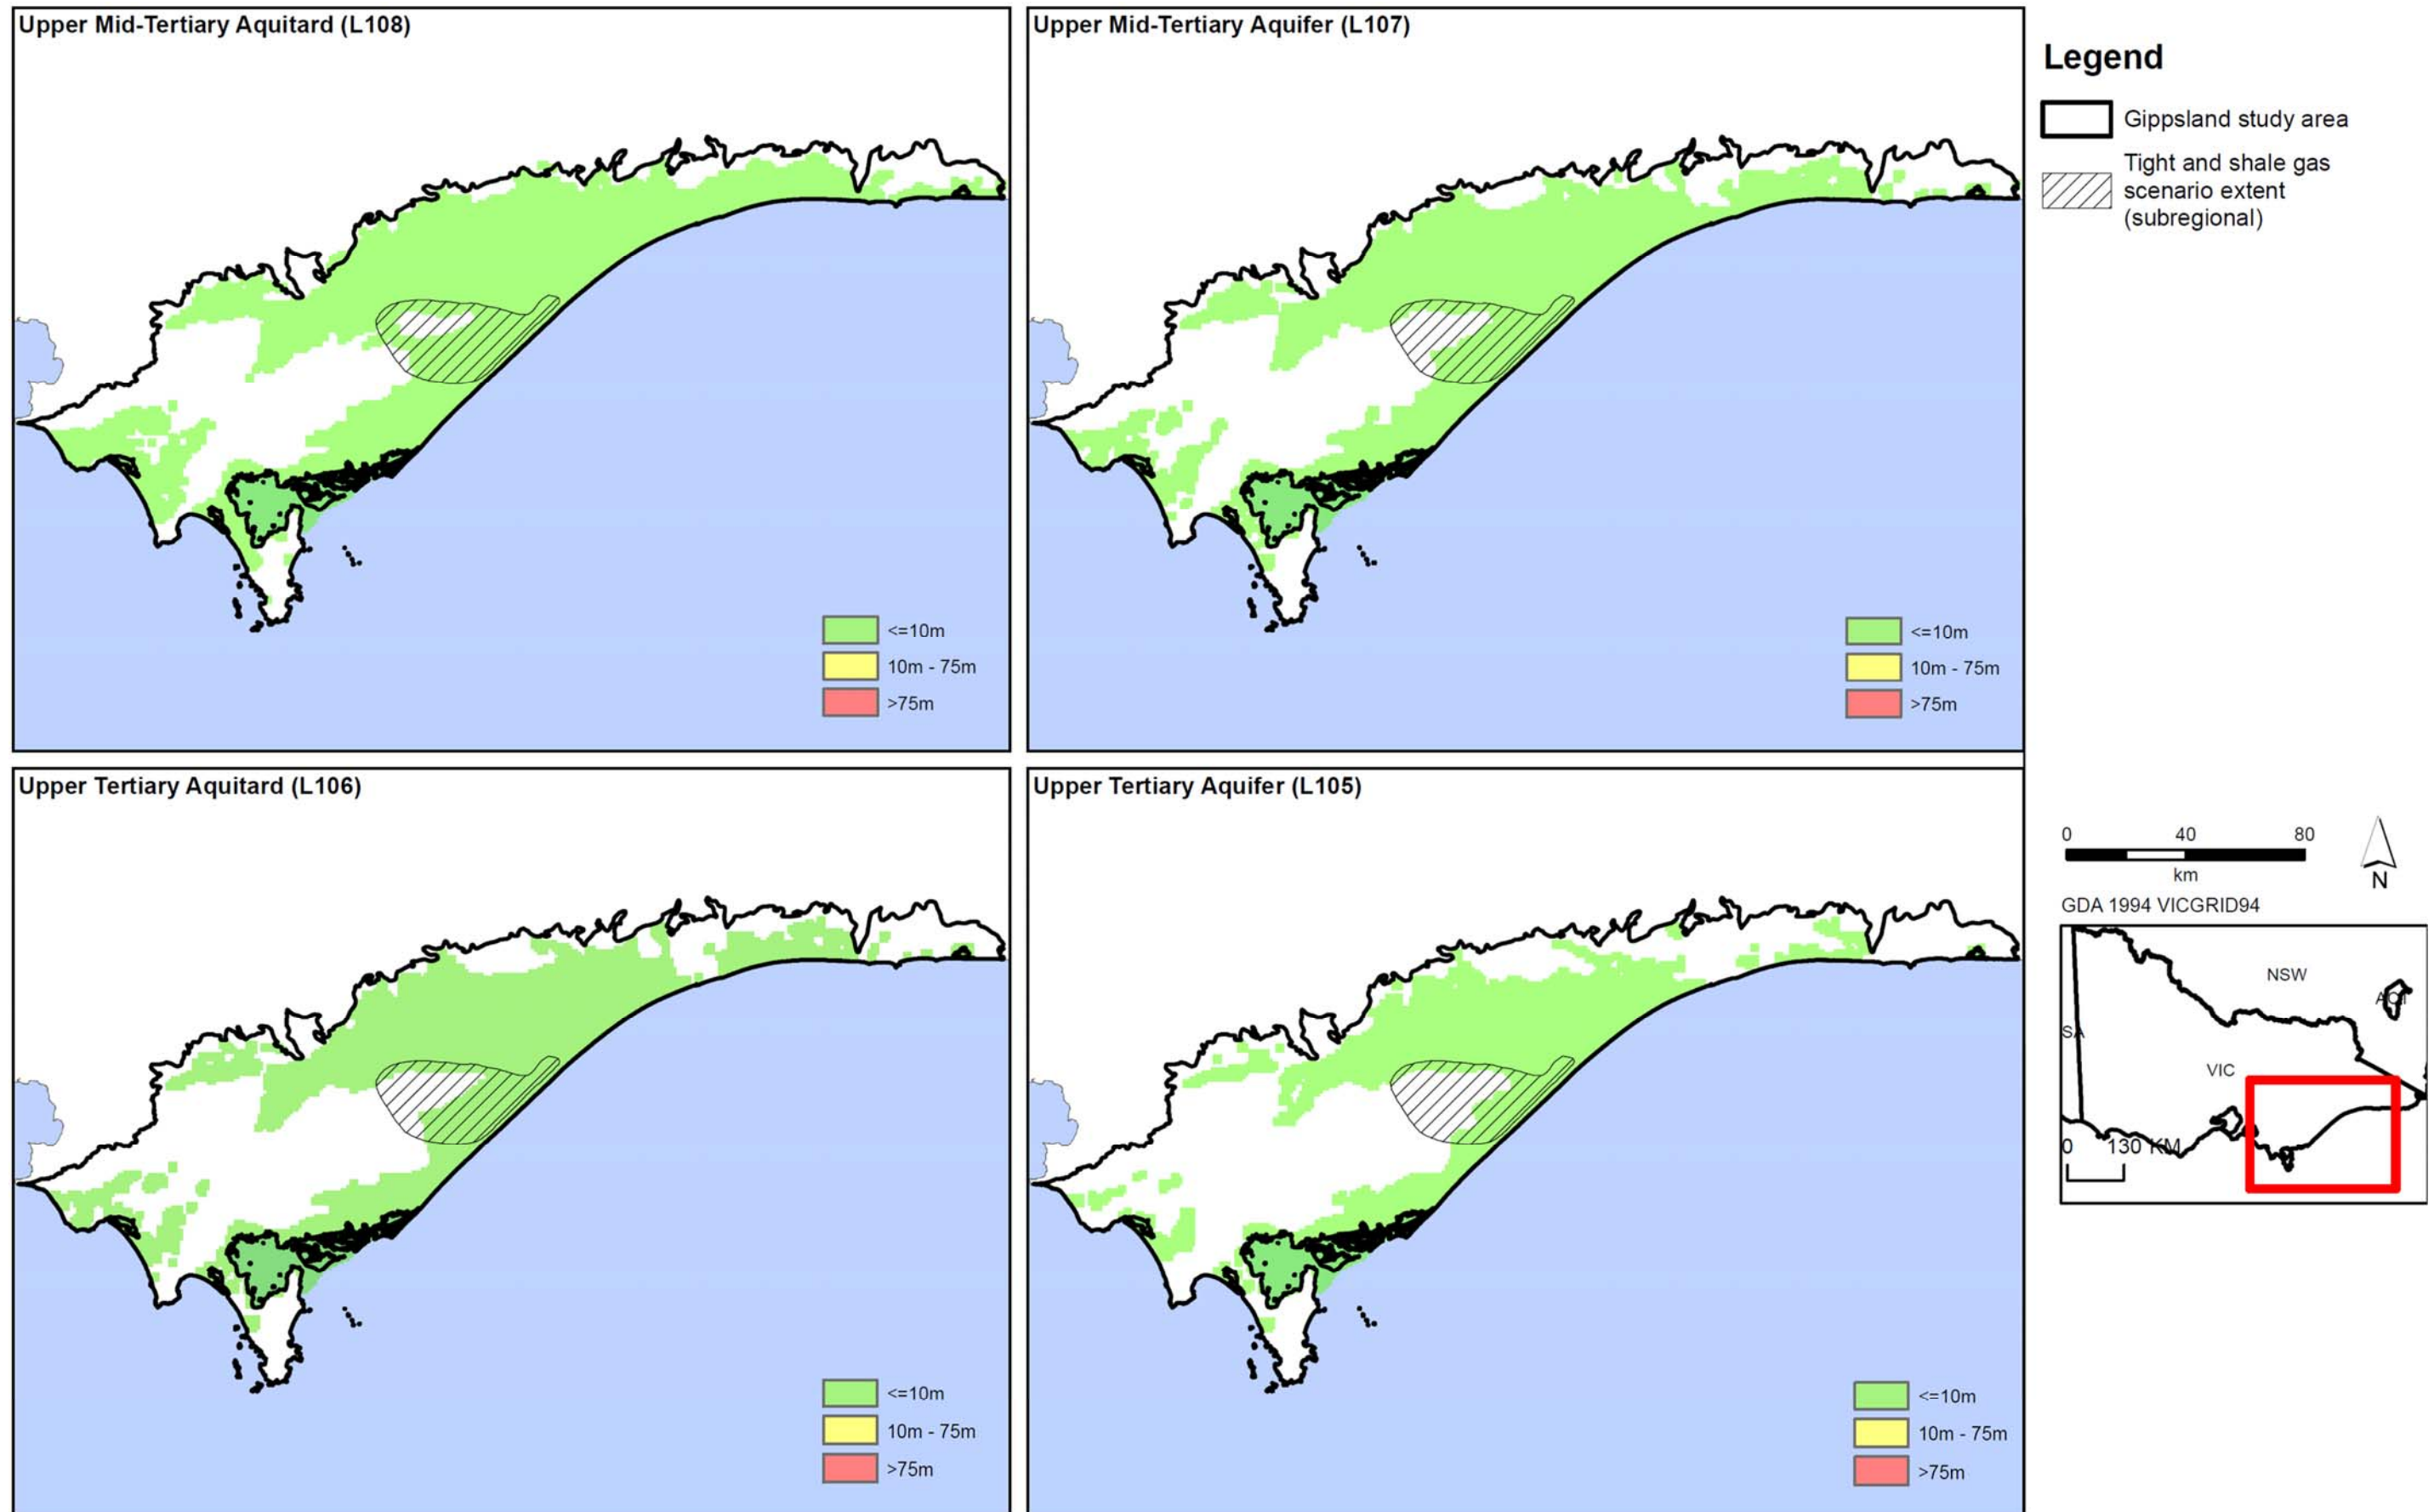 Upper Mid-Tertiary Aquitard (L108)
<=10m
10m - 75m
>75m
Upper Mid-Tertiary Aquifer (L107)
<=10m
10m - 75m
>75m
Legend
Gippsland study area
Tight and shale gas
scenario extent
(subregional)
Upper Tertiary Aquitard (L106)
<=10m
10m - 75m
>75m
Upper Tertiary Aquifer (L105)
<=10m
10m - 75m
>75m
0 40 80
km
N
GDA 1994 VICGRID94
NSW
ACT
SA
VIC
0 130 KM